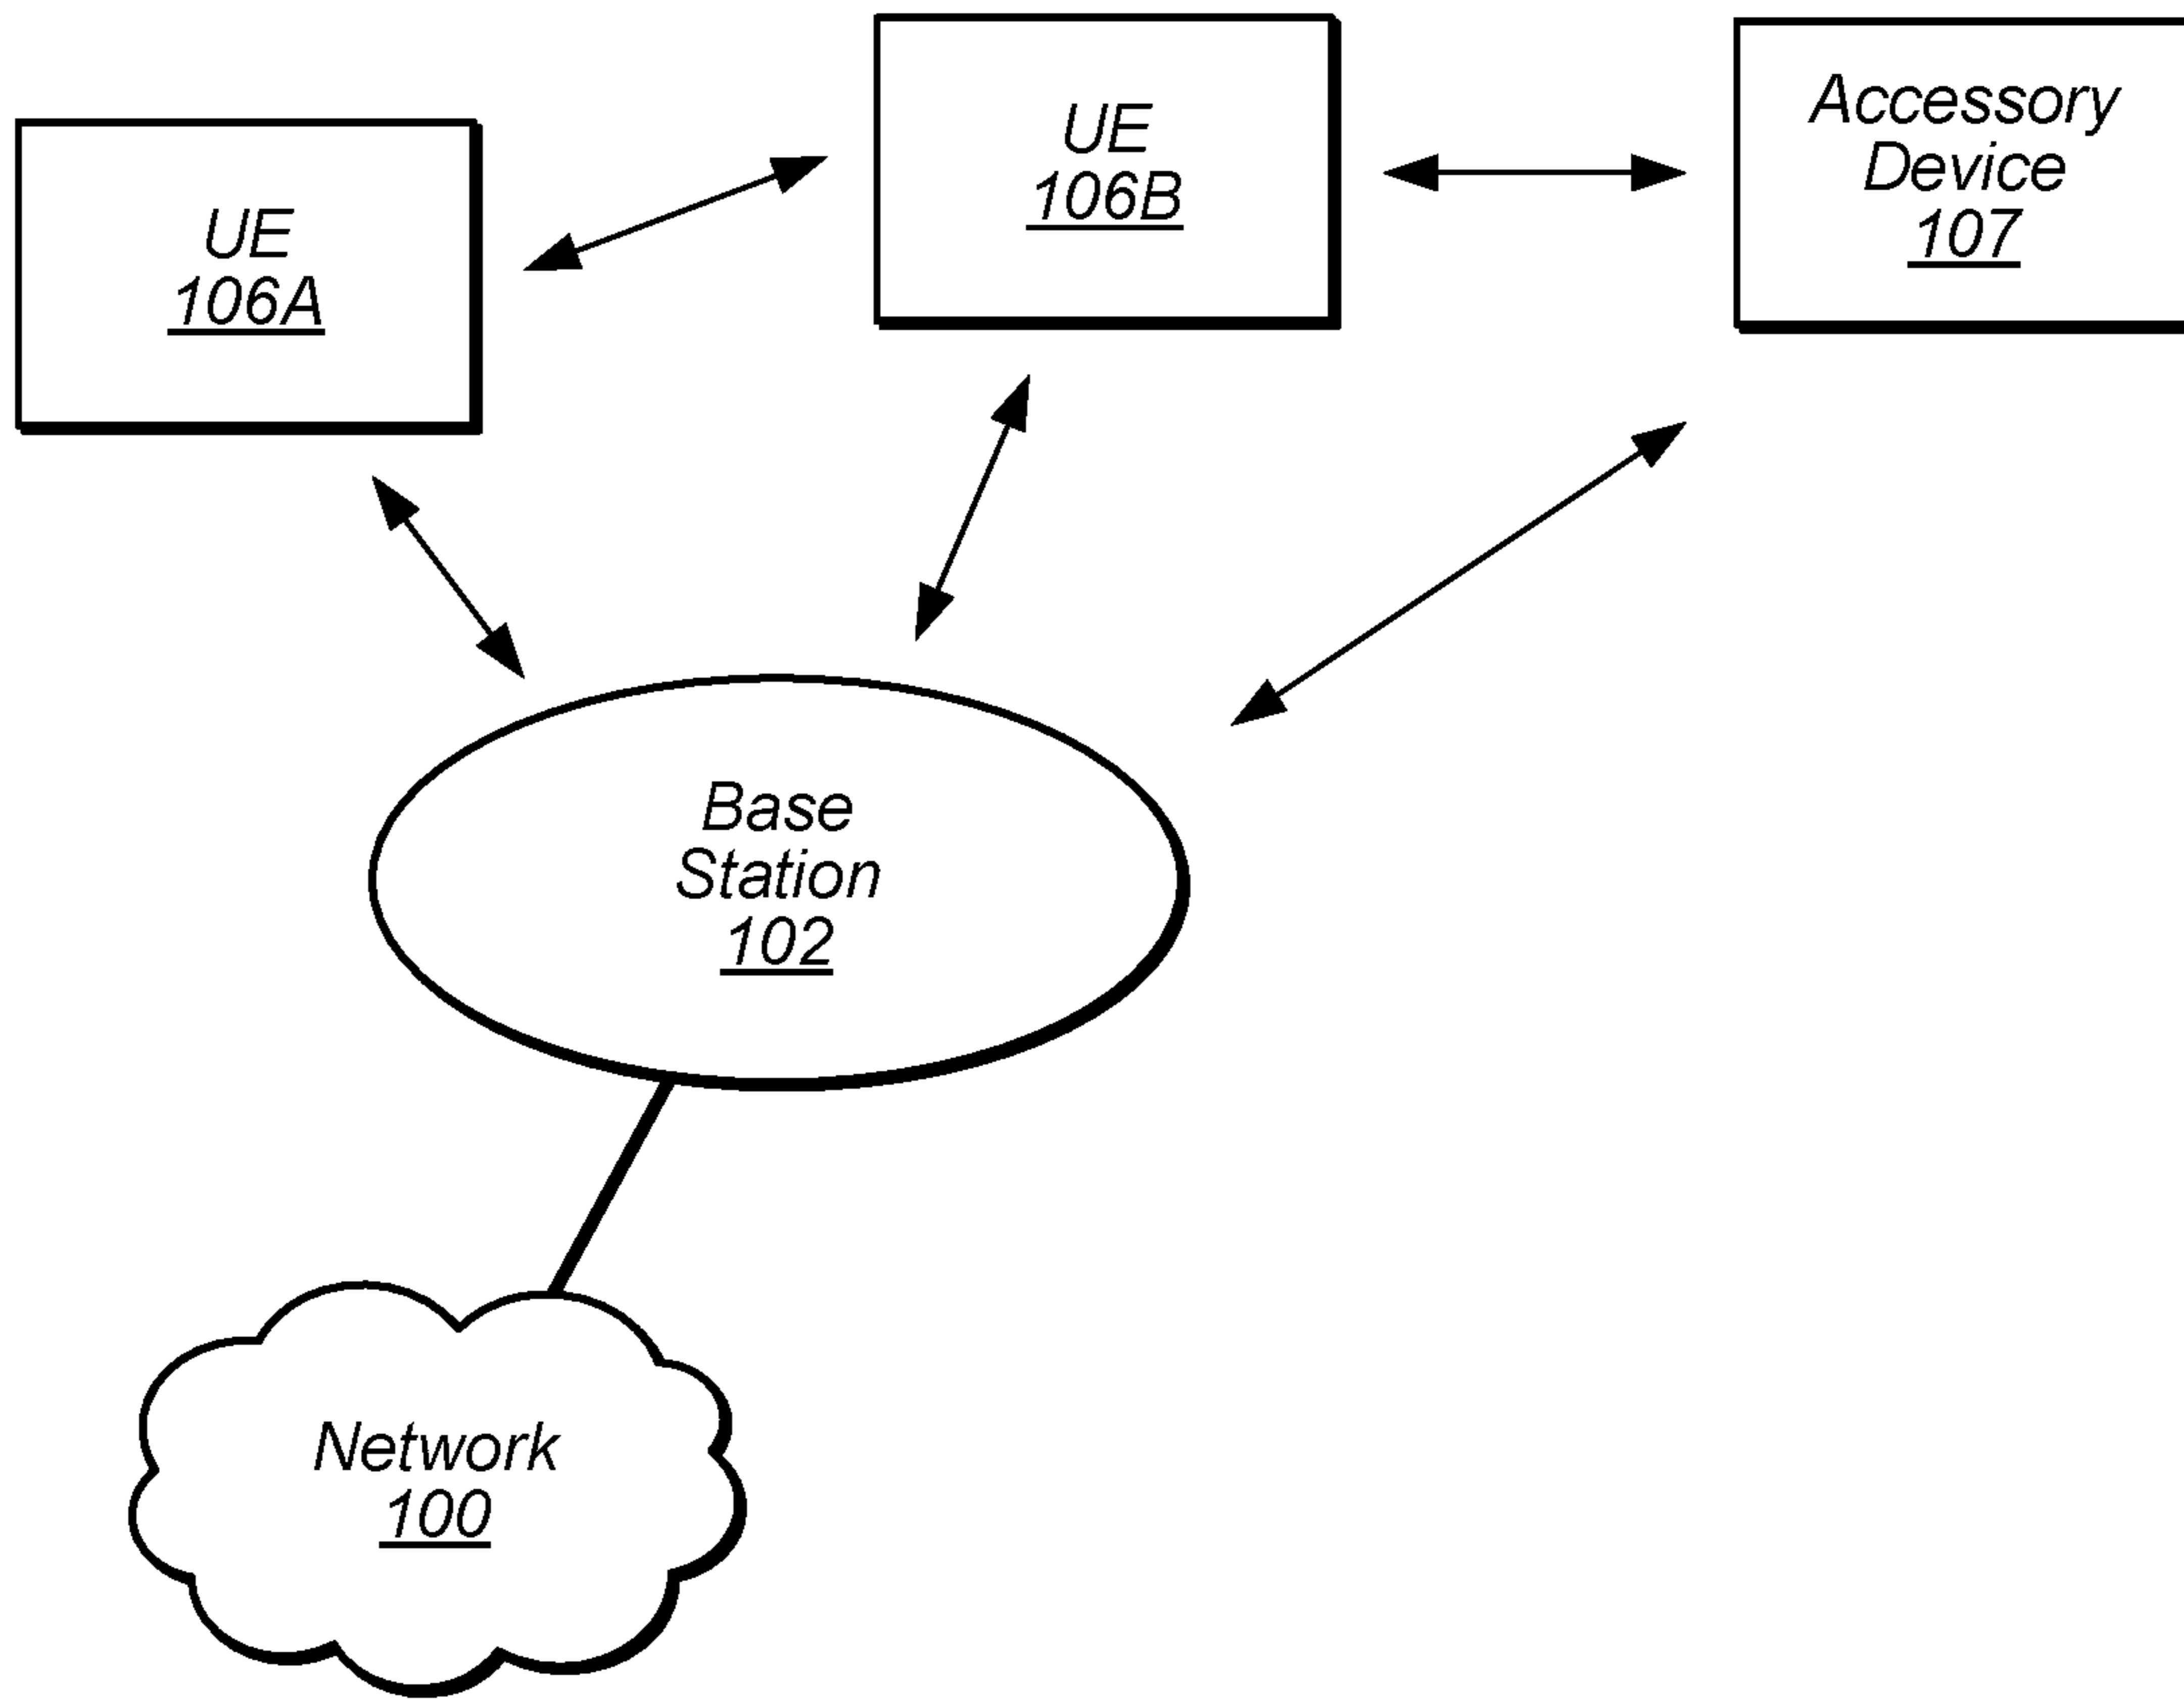 UE
106A
UE
106B
Accessory
Device
107
Base
Station
102
Network
100